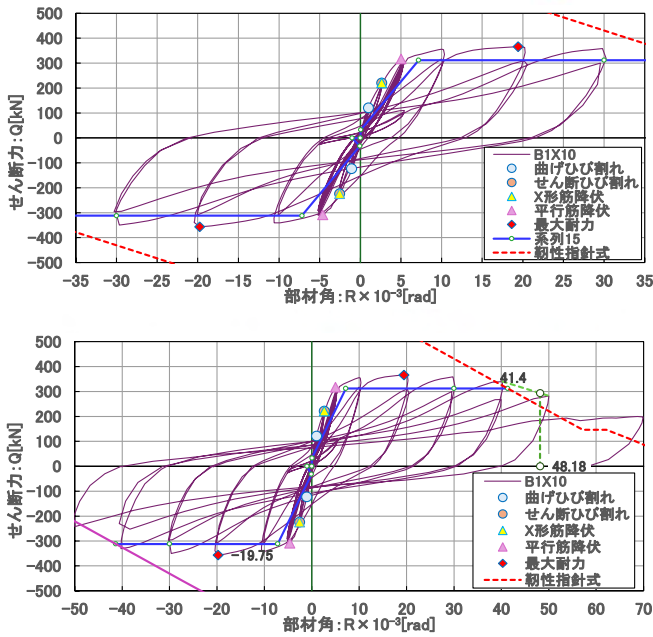 500
400
300
200
100
0
-100
-200
-300
-400
-500
せん断力:Q[kN]
B1X10
曲げひび割れ
せん断ひび割れ
X形筋降伏
平行筋降伏
最大耐力
系列15
靭性指針式
-35 -30 -25 -20 -15 -10 -5 0 5 10 15 20 25 30 35
部材角:R×10⁻³[rad]
500
400
300
200
100
0
-100
-200
-300
-400
-500
せん断力:Q[kN]
41.4
48.18
-19.75
B1X10
曲げひび割れ
せん断ひび割れ
X形筋降伏
平行筋降伏
最大耐力
靭性指針式
-50 -40 -30 -20 -10 0 10 20 30 40 50 60 70
部材角:R×10⁻³[rad]